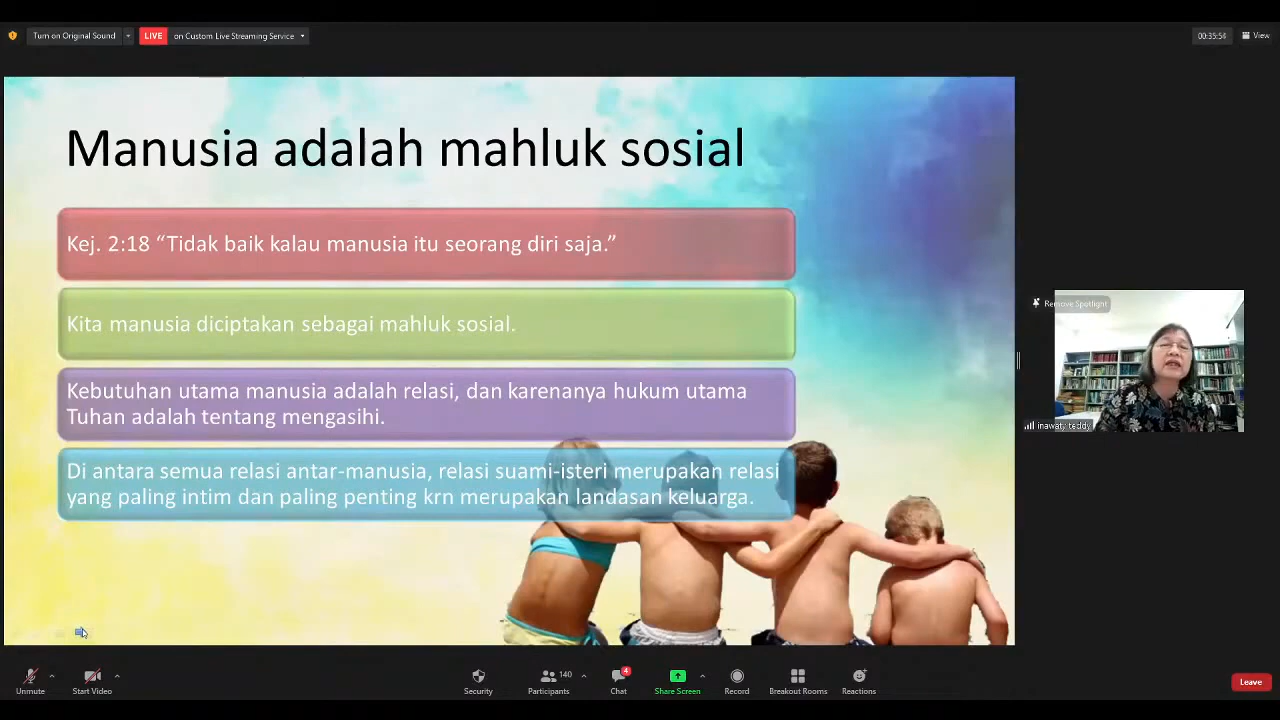 Turn on Original Sound
LIVE on Custom Live Streaming Service
00:35:54
View
Manusia adalah mahluk sosial
Kej. 2:18 “Tidak baik kalau manusia itu seorang diri saja.”
Kita manusia diciptakan sebagai mahluk sosial.
Kebutuhan utama manusia adalah relasi, dan karenanya hukum utama
Tuhan adalah tentang mengasihi.
Di antara semua relasi antar-manusia, relasi suami-isteri merupakan relasi
yang paling intim dan paling penting krn merupakan landasan keluarga.
Remove Spotlight
inawaty teddy
Unmute
Start Video
Security
140
Participants
4
Chat
Share Screen
Record
Breakout Rooms
Reactions
Leave